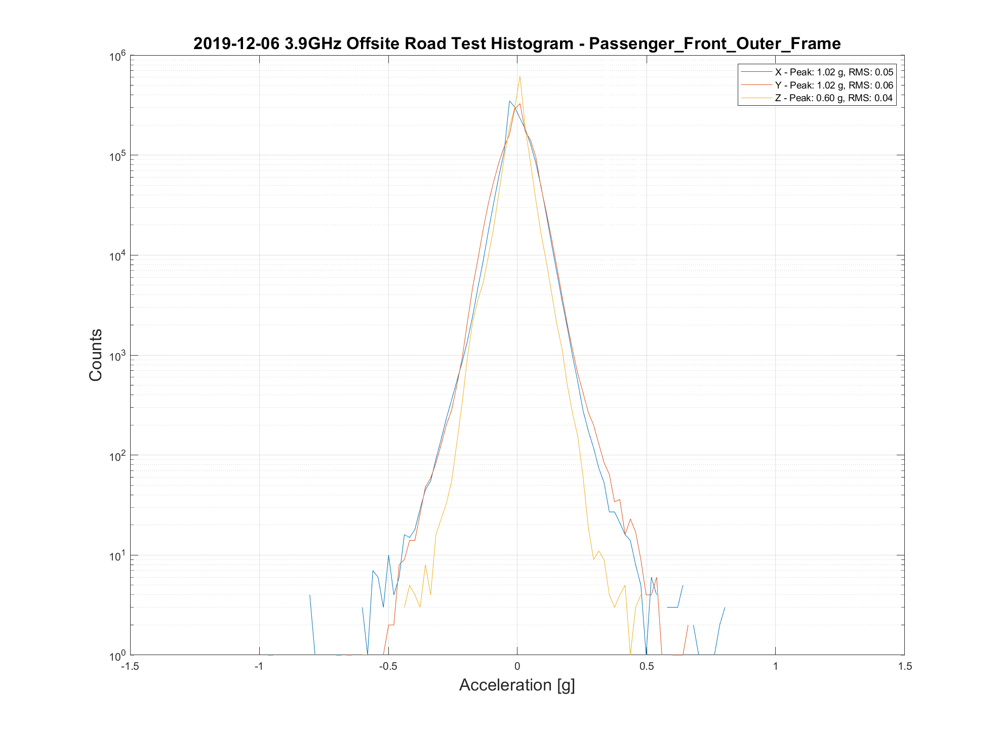 2019-12-06 3.9GHz Offsite Road Test Histogram - Passenger_Front_Outer_Frame
X - Peak: 1.02 g, RMS: 0.05
Y - Peak: 1.02 g, RMS: 0.06
Z - Peak: 0.60 g, RMS: 0.04
10^6
10^5
10^4
10^3
10^2
10^1
10^0
Counts
-1.5 -1 -0.5 0 0.5 1 1.5
Acceleration [g]